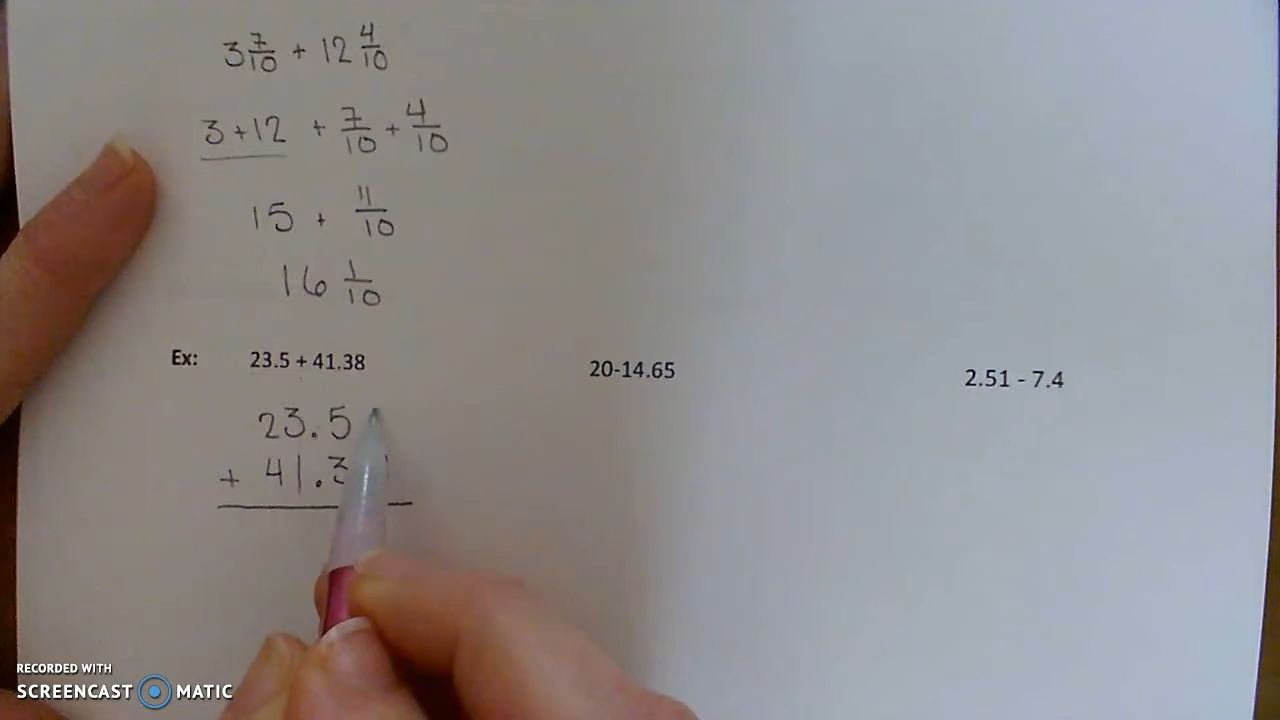 3 7/10 + 12 4/10
3 + 12 + 7/10 + 4/10
15 + 11/10
16 1/10
Ex: 23.5 + 41.38 20-14.65 2.51 - 7.4
23.5
+ 41.3
RECORDED WITH
SCREENCAST MATIC